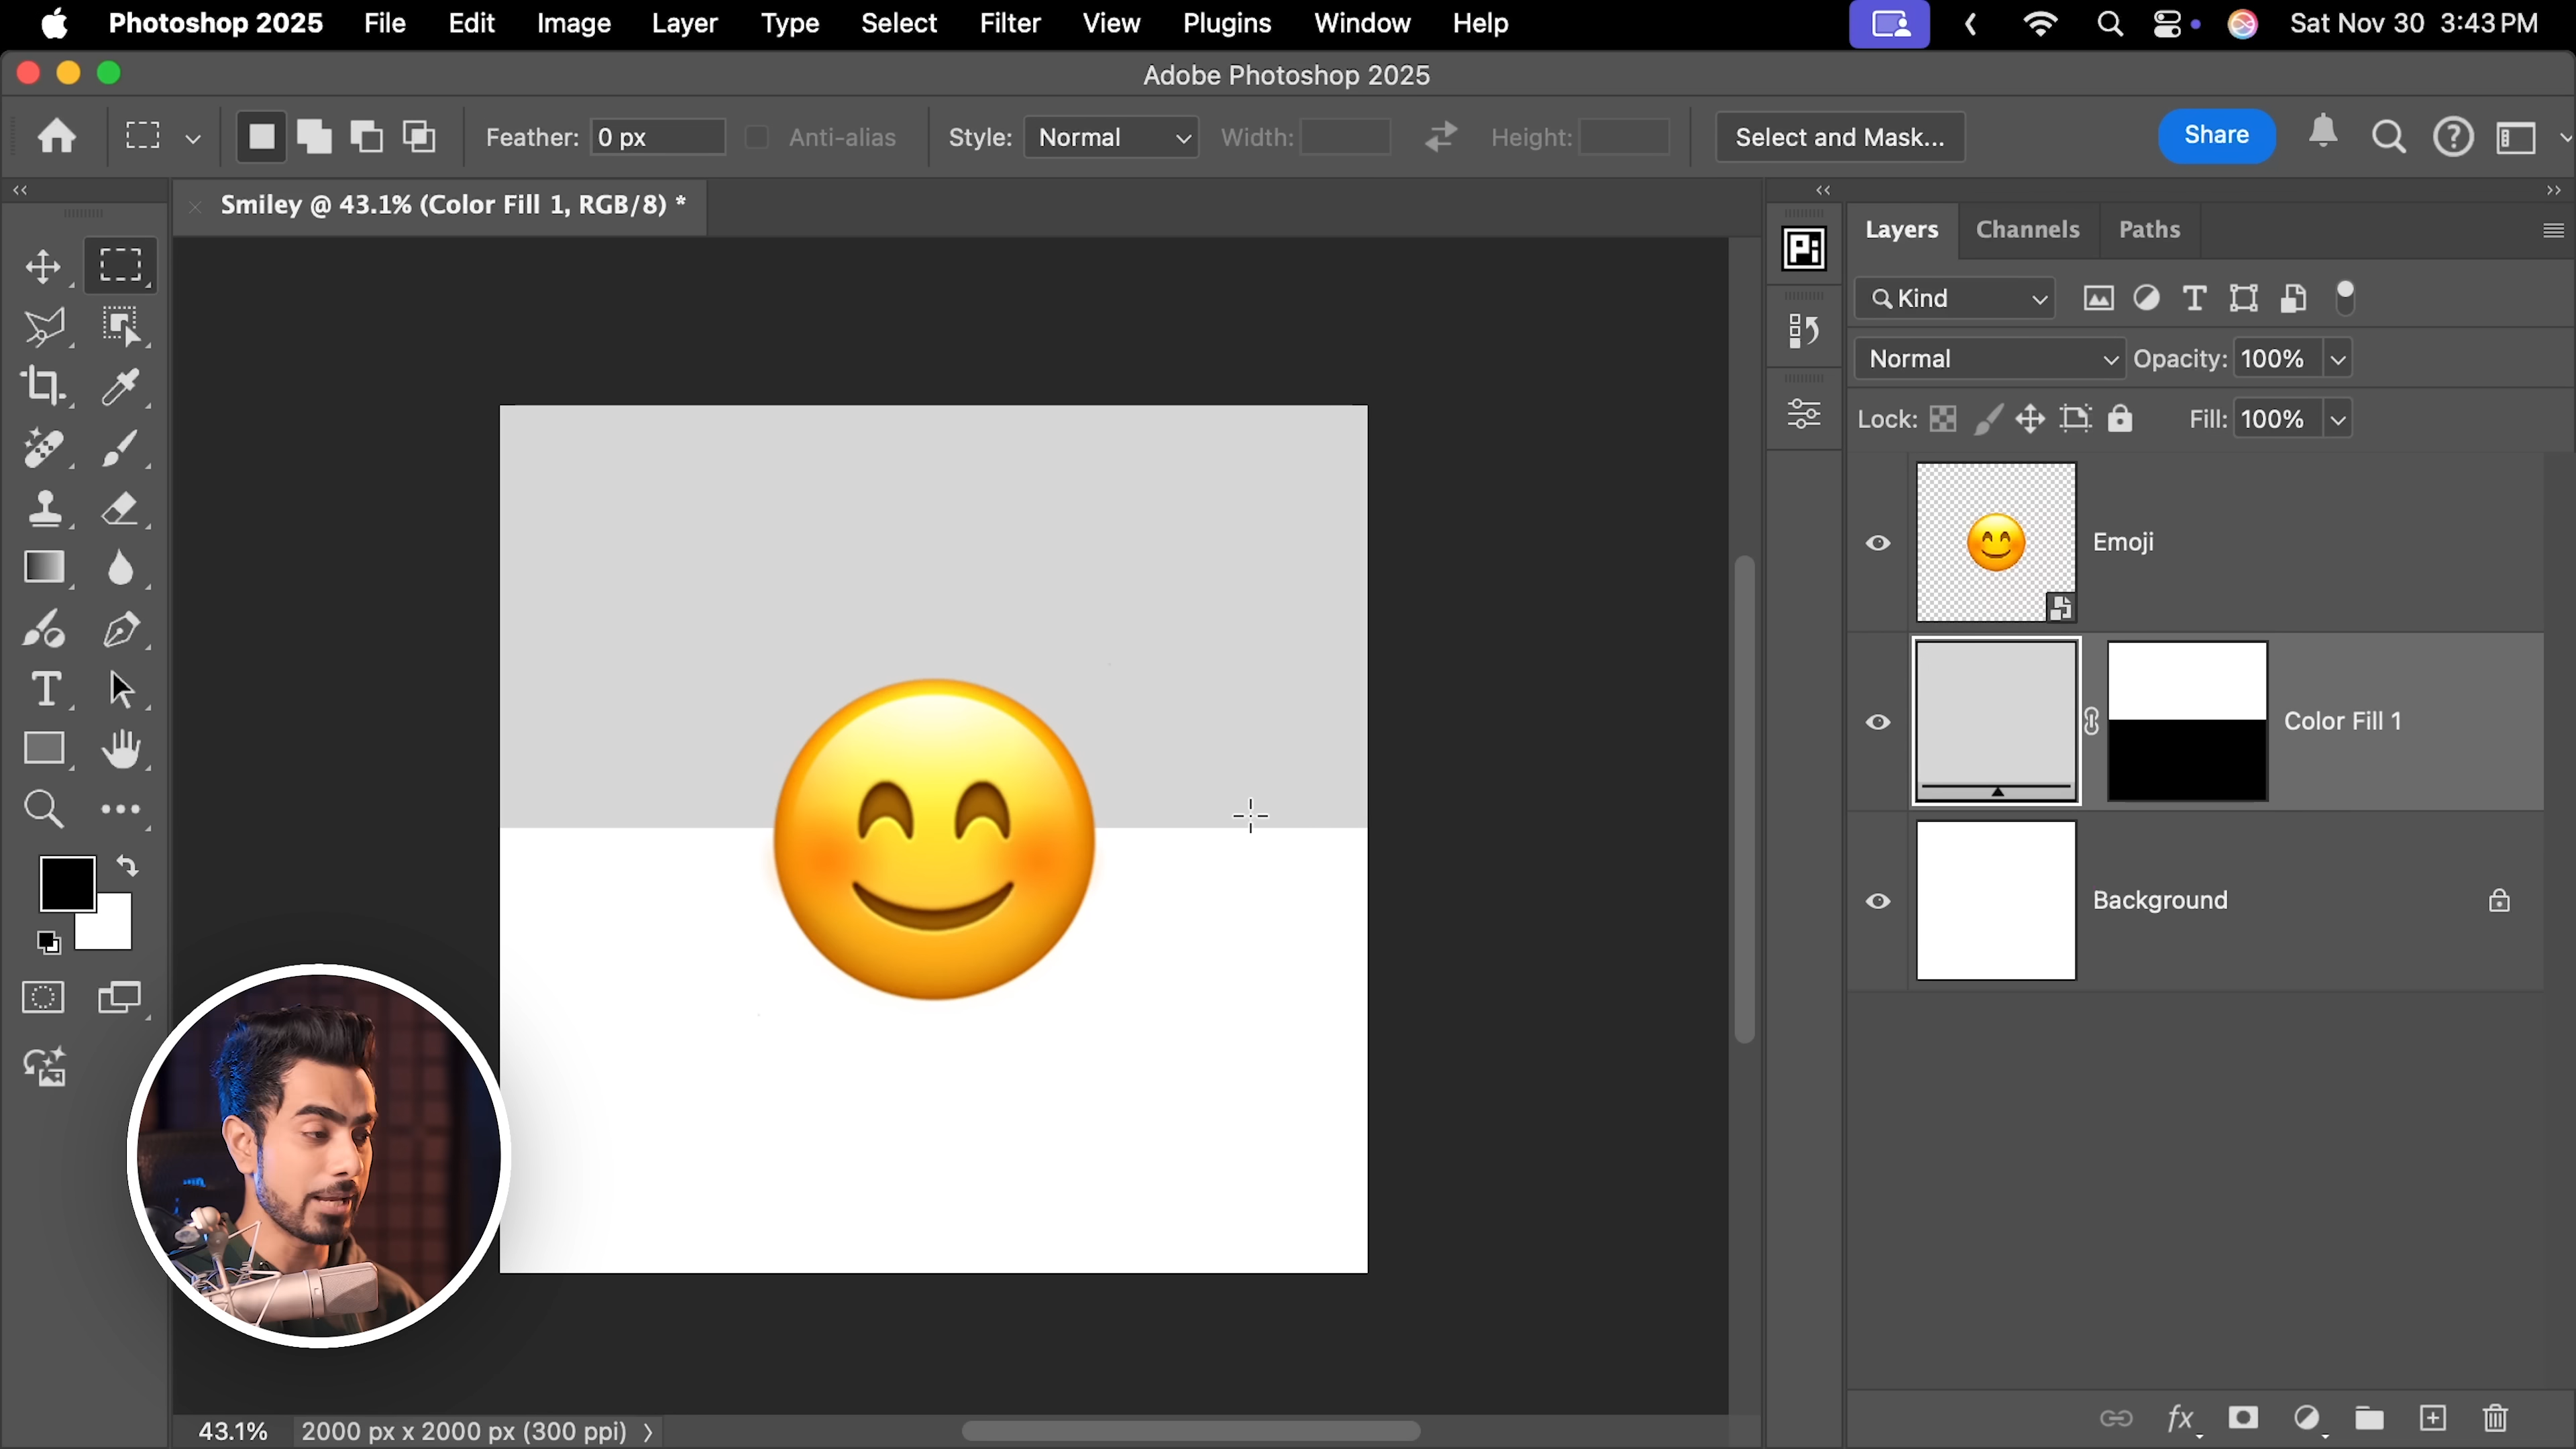 Photoshop 2025 File Edit Image Layer Type Select Filter View Plugins Window Help Sat Nov 30 3:43 PM
Adobe Photoshop 2025
Feather: 0 px Anti-alias Style: Normal Width: Height: Select and Mask... Share
Smiley @ 43.1% (Color Fill 1, RGB/8) *
Layers Channels Paths
Pi
Kind
Normal Opacity: 100%
Lock: Fill: 100%
Emoji
Color Fill 1
Background
43.1% 2000 px x 2000 px (300 ppi)
fx